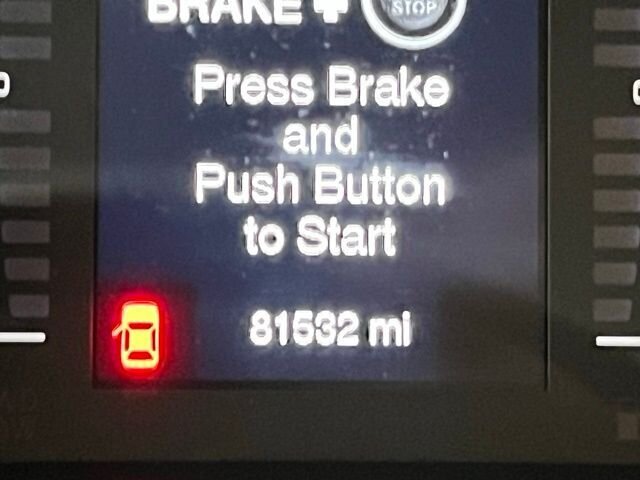 BRAKE +
STOP
Press Brake
and
Push Button
to Start
81532 mi